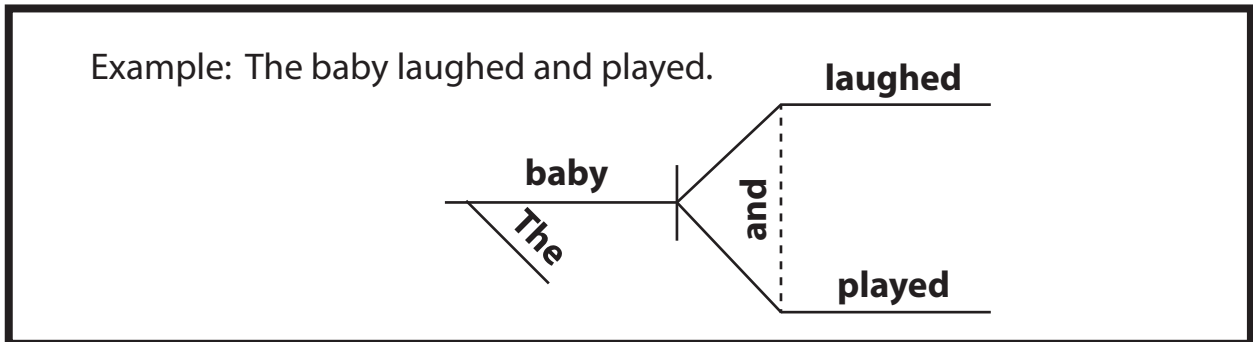 Example: The baby laughed and played.
laughed
baby
The
and
played